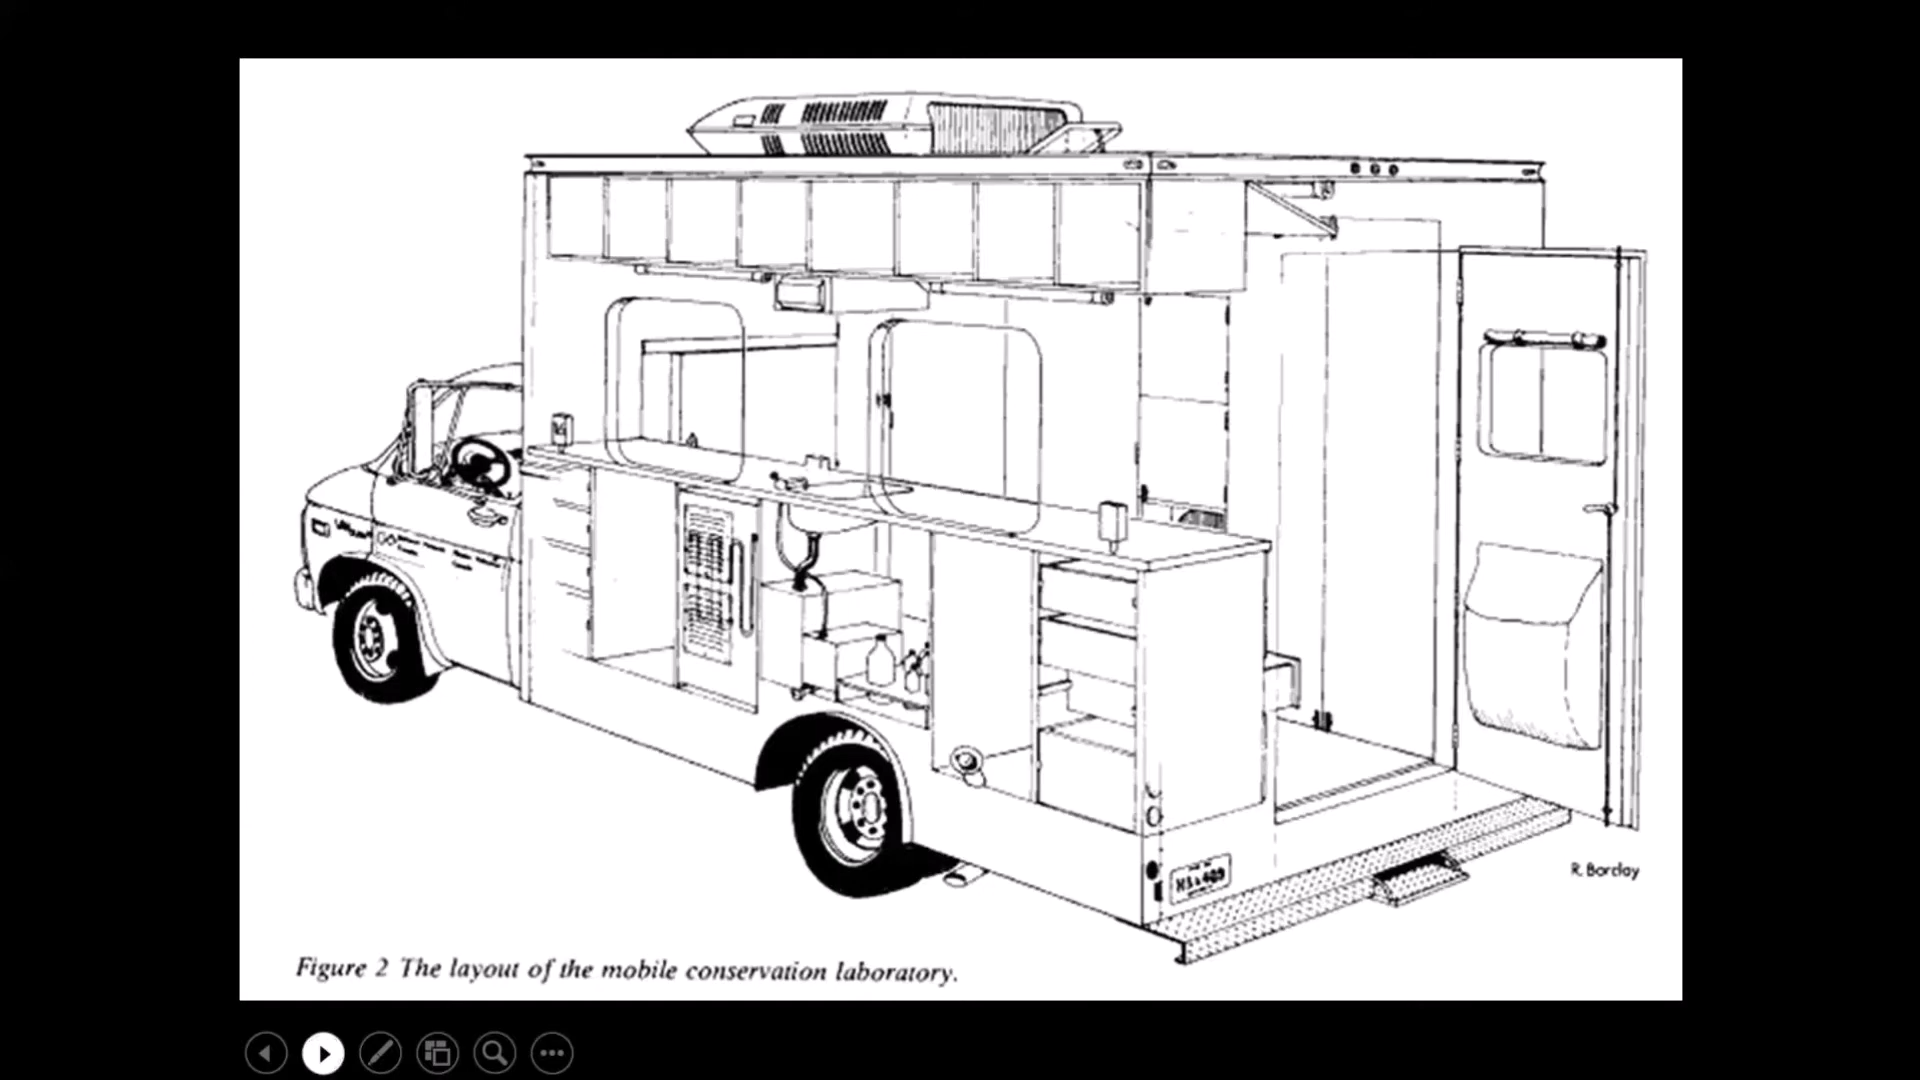 R. Barclay
Figure 2 The layout of the mobile conservation laboratory.